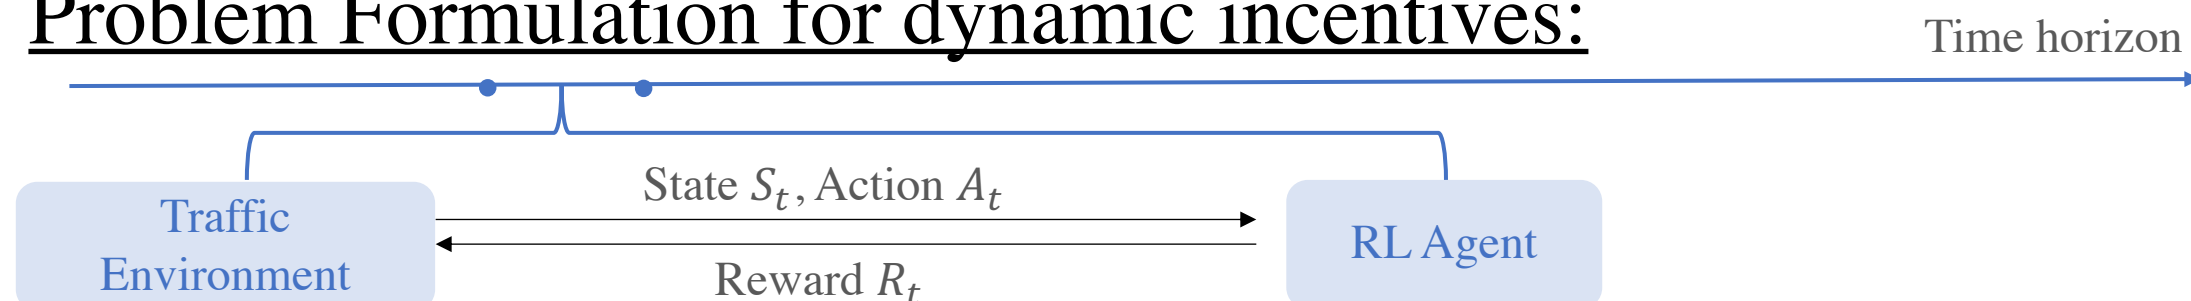 Problem Formulation for dynamic incentives:
Time horizon
State S_t, Action A_t
Traffic
Environment
RL Agent
Reward R_t